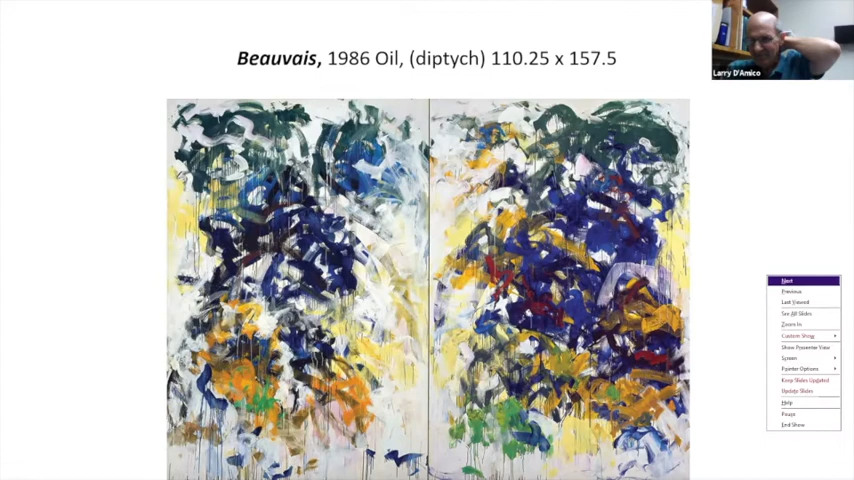 Beauvais, 1986 Oil, (diptych) 110.25 x 157.5
Larry D'Amico
Next
Previous
Last Viewed
See All Slides
Zoom In
Custom Show
Show Presenter View
Screen
Pointer Options
Keep Slides Updated
Update Slides
Help
Pause
End Show